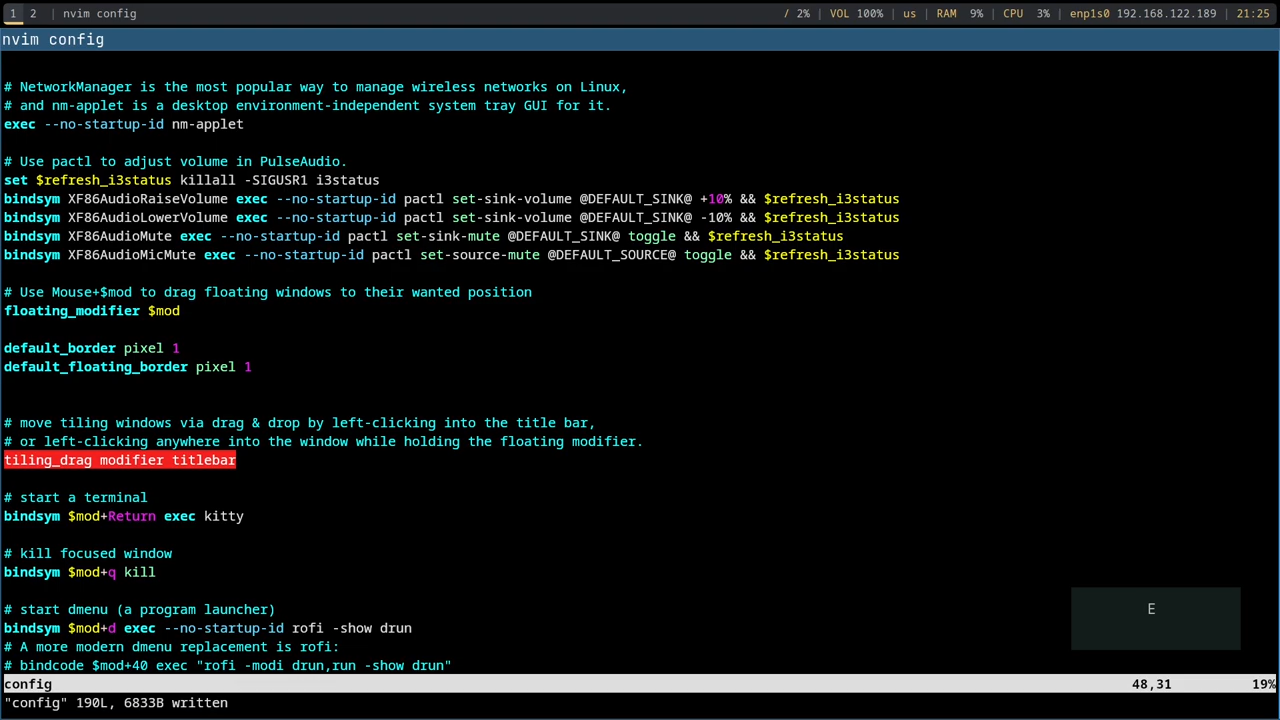 1 2 | nvim config / 2% | VOL 100% | us | RAM 9% | CPU 3% | enp1s0 192.168.122.189 | 21:25
nvim config
# NetworkManager is the most popular way to manage wireless networks on Linux,
# and nm-applet is a desktop environment-independent system tray GUI for it.
exec --no-startup-id nm-applet
# Use pactl to adjust volume in PulseAudio.
set $refresh_i3status killall -SIGUSR1 i3status
bindsym XF86AudioRaiseVolume exec --no-startup-id pactl set-sink-volume @DEFAULT_SINK@ +10% && $refresh_i3status
bindsym XF86AudioLowerVolume exec --no-startup-id pactl set-sink-volume @DEFAULT_SINK@ -10% && $refresh_i3status
bindsym XF86AudioMute exec --no-startup-id pactl set-sink-mute @DEFAULT_SINK@ toggle && $refresh_i3status
bindsym XF86AudioMicMute exec --no-startup-id pactl set-source-mute @DEFAULT_SOURCE@ toggle && $refresh_i3status
# Use Mouse+$mod to drag floating windows to their wanted position
floating_modifier $mod
default_border pixel 1
default_floating_border pixel 1
# move tiling windows via drag & drop by left-clicking into the title bar,
# or left-clicking anywhere into the window while holding the floating modifier.
tiling_drag modifier titlebar
# start a terminal
bindsym $mod+Return exec kitty
# kill focused window
bindsym $mod+q kill
# start dmenu (a program launcher)
bindsym $mod+d exec --no-startup-id rofi -show drun
# A more modern dmenu replacement is rofi:
# bindcode $mod+40 exec "rofi -modi drun,run -show drun"
E
config 48,31 19%
"config" 190L, 6833B written